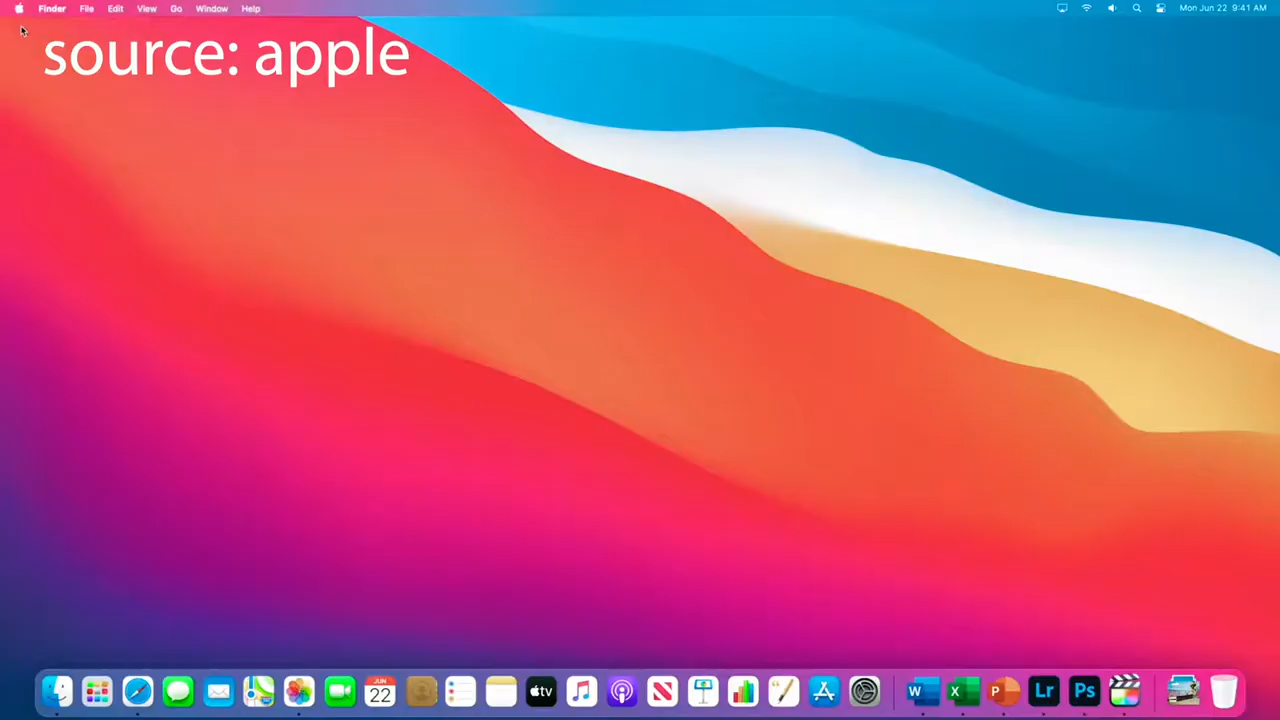 Finder File Edit View Go Window Help Mon Jun 22 9:41 AM
source: apple
JUN
22
tv
W
X
P
Lr
Ps